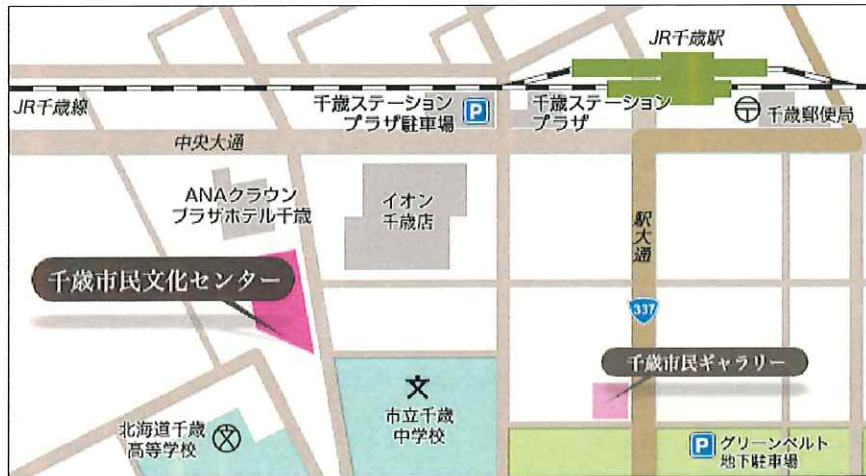 JR千歳駅
JR千歳線
千歳ステーション
プラザ駐車場
P
千歳ステーション
プラザ
千歳郵便局
中央大通
ANAクラウン
プラザホテル千歳
イオン
千歳店
駅大通
千歳市民文化センター
337
千歳市民ギャラリー
北海道千歳
高等学校
市立千歳
中学校
P
グリーンベルト
地下駐車場